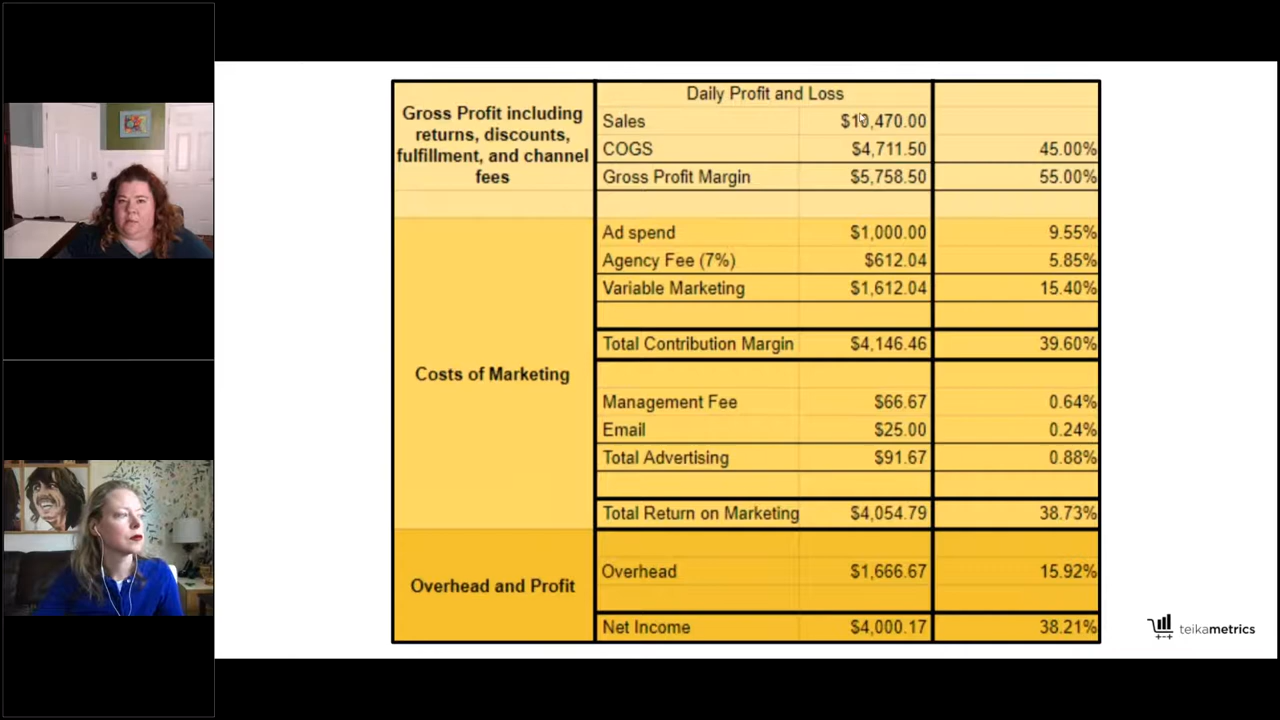 Gross Profit including
returns, discounts,
fulfillment, and channel
fees
Daily Profit and Loss
Sales $10,470.00
COGS $4,711.50 45.00%
Gross Profit Margin $5,758.50 55.00%
Costs of Marketing
Ad spend $1,000.00 9.55%
Agency Fee (7%) $612.04 5.85%
Variable Marketing $1,612.04 15.40%
Total Contribution Margin $4,146.46 39.60%
Management Fee $66.67 0.64%
Email $25.00 0.24%
Total Advertising $91.67 0.88%
Total Return on Marketing $4,054.79 38.73%
Overhead and Profit
Overhead $1,666.67 15.92%
Net Income $4,000.17 38.21%
teikametrics